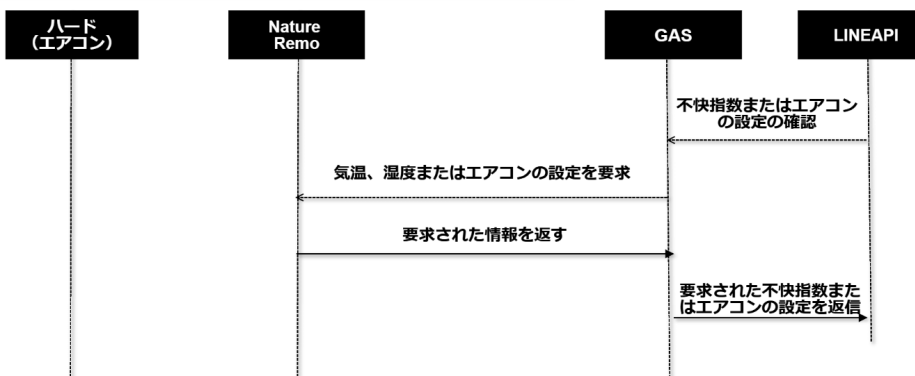 ハード
（エアコン）
Nature
Remo
GAS
LINEAPI
不快指数またはエアコン
の設定の確認
気温、湿度またはエアコンの設定を要求
要求された情報を返す
要求された不快指数また
はエアコンの設定を返信